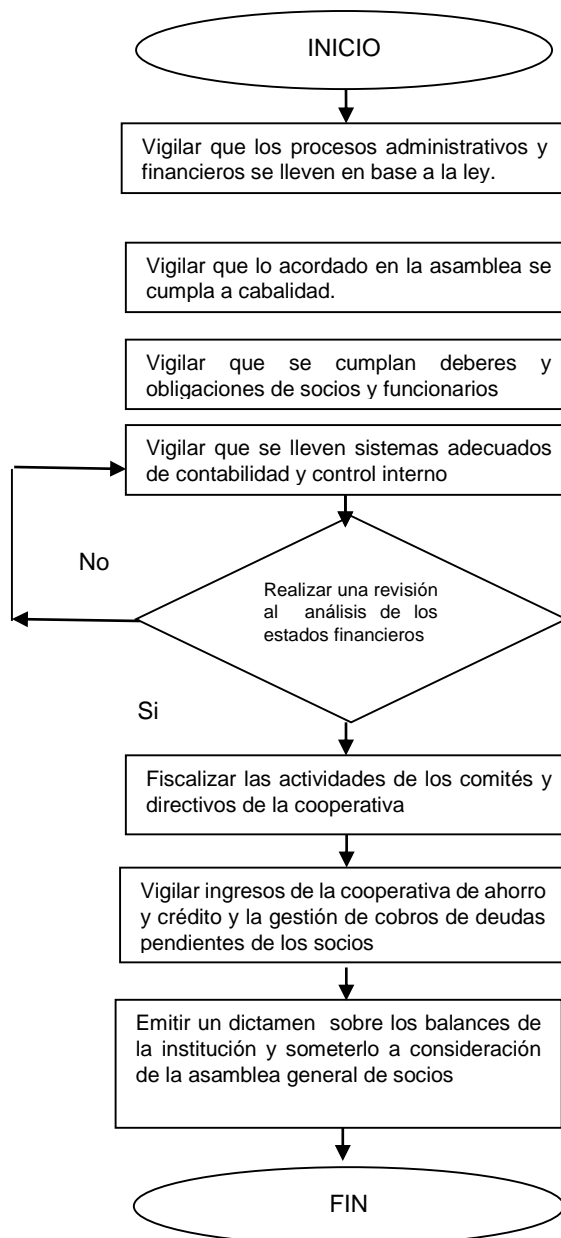 INICIO
Vigilar que los procesos administrativos y
financieros se lleven en base a la ley.
Vigilar que lo acordado en la asamblea se
cumpla a cabalidad.
Vigilar que se cumplan deberes y
obligaciones de socios y funcionarios
Vigilar que se lleven sistemas adecuados
de contabilidad y control interno
No
Realizar una revisión
al análisis de los
estados financieros
Si
Fiscalizar las actividades de los comités y
directivos de la cooperativa
Vigilar ingresos de la cooperativa de ahorro
y crédito y la gestión de cobros de deudas
pendientes de los socios
Emitir un dictamen sobre los balances de
la institución y someterlo a consideración
de la asamblea general de socios
FIN